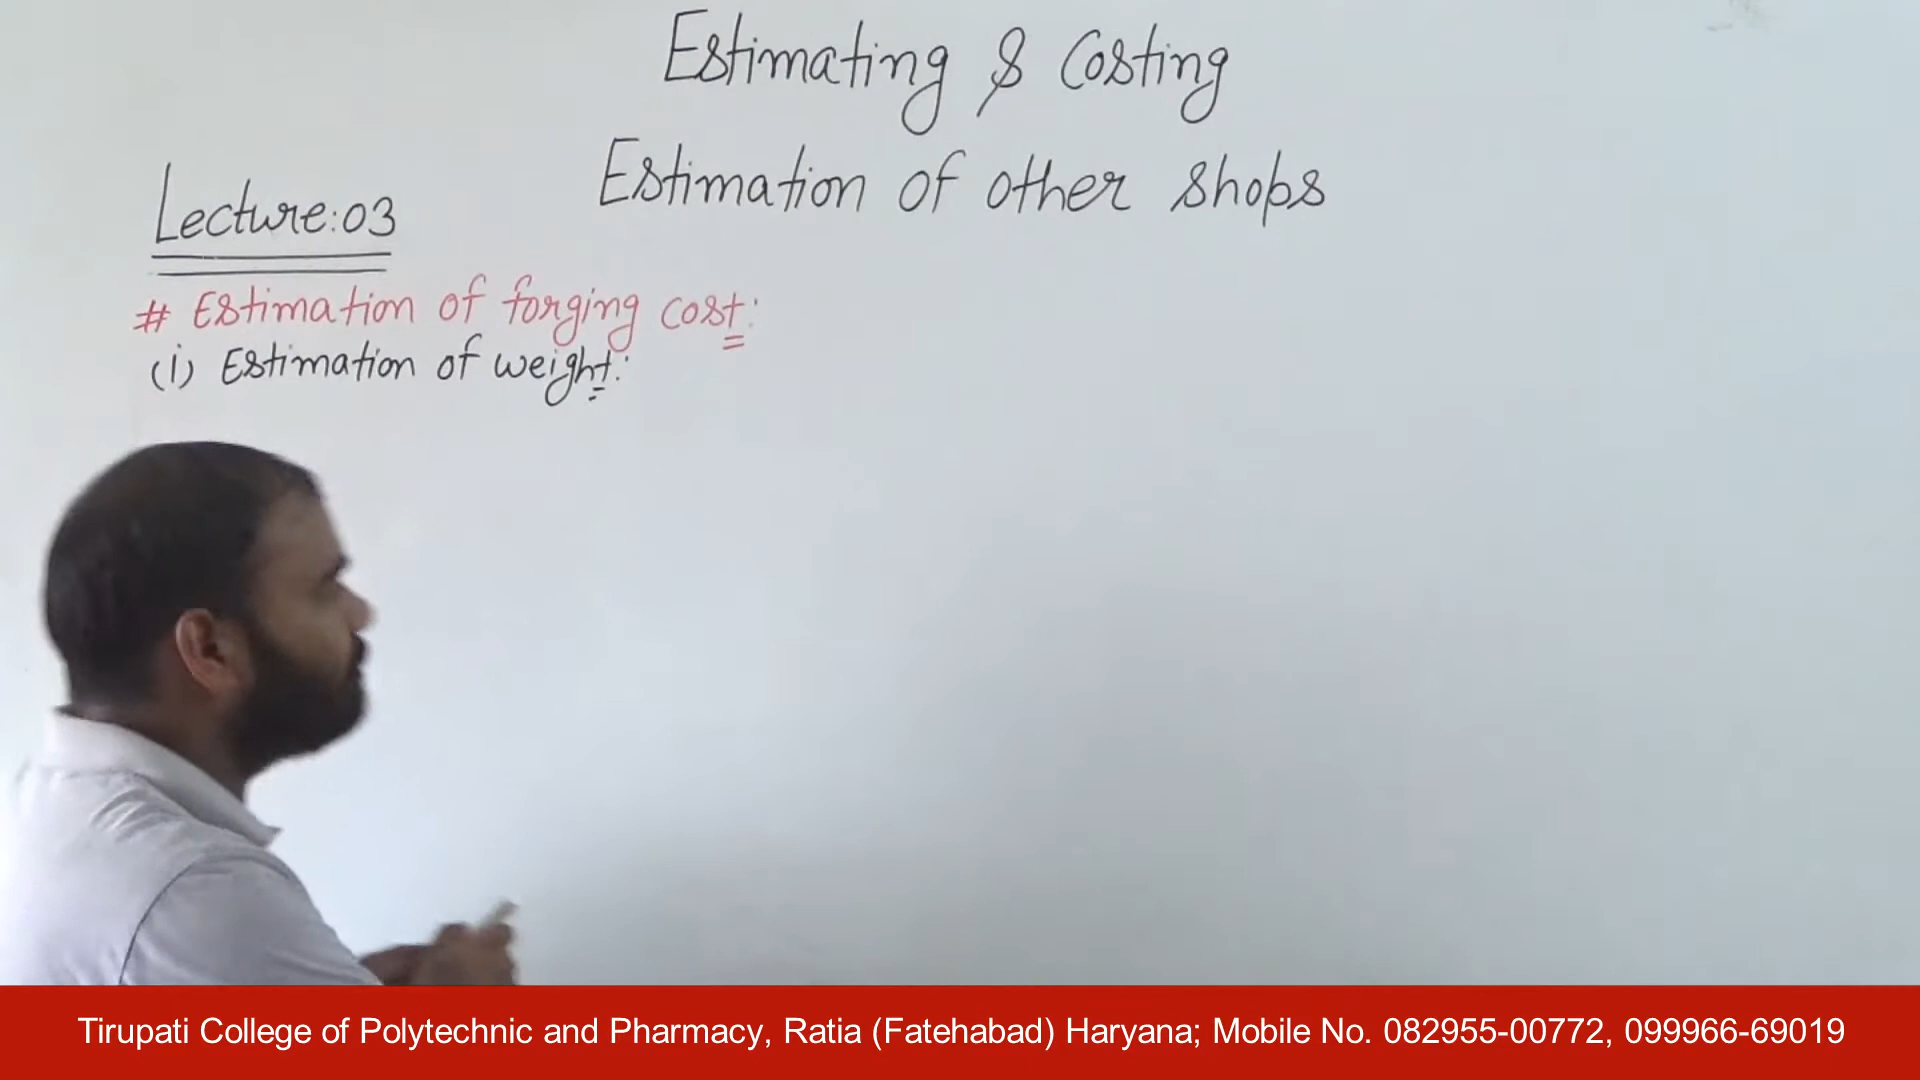 Estimating & Costing
Estimation of other shops
Lecture:03
# Estimation of forging cost:
(i) Estimation of weight:
Tirupati College of Polytechnic and Pharmacy, Ratia (Fatehabad) Haryana; Mobile No. 082955-00772, 099966-69019